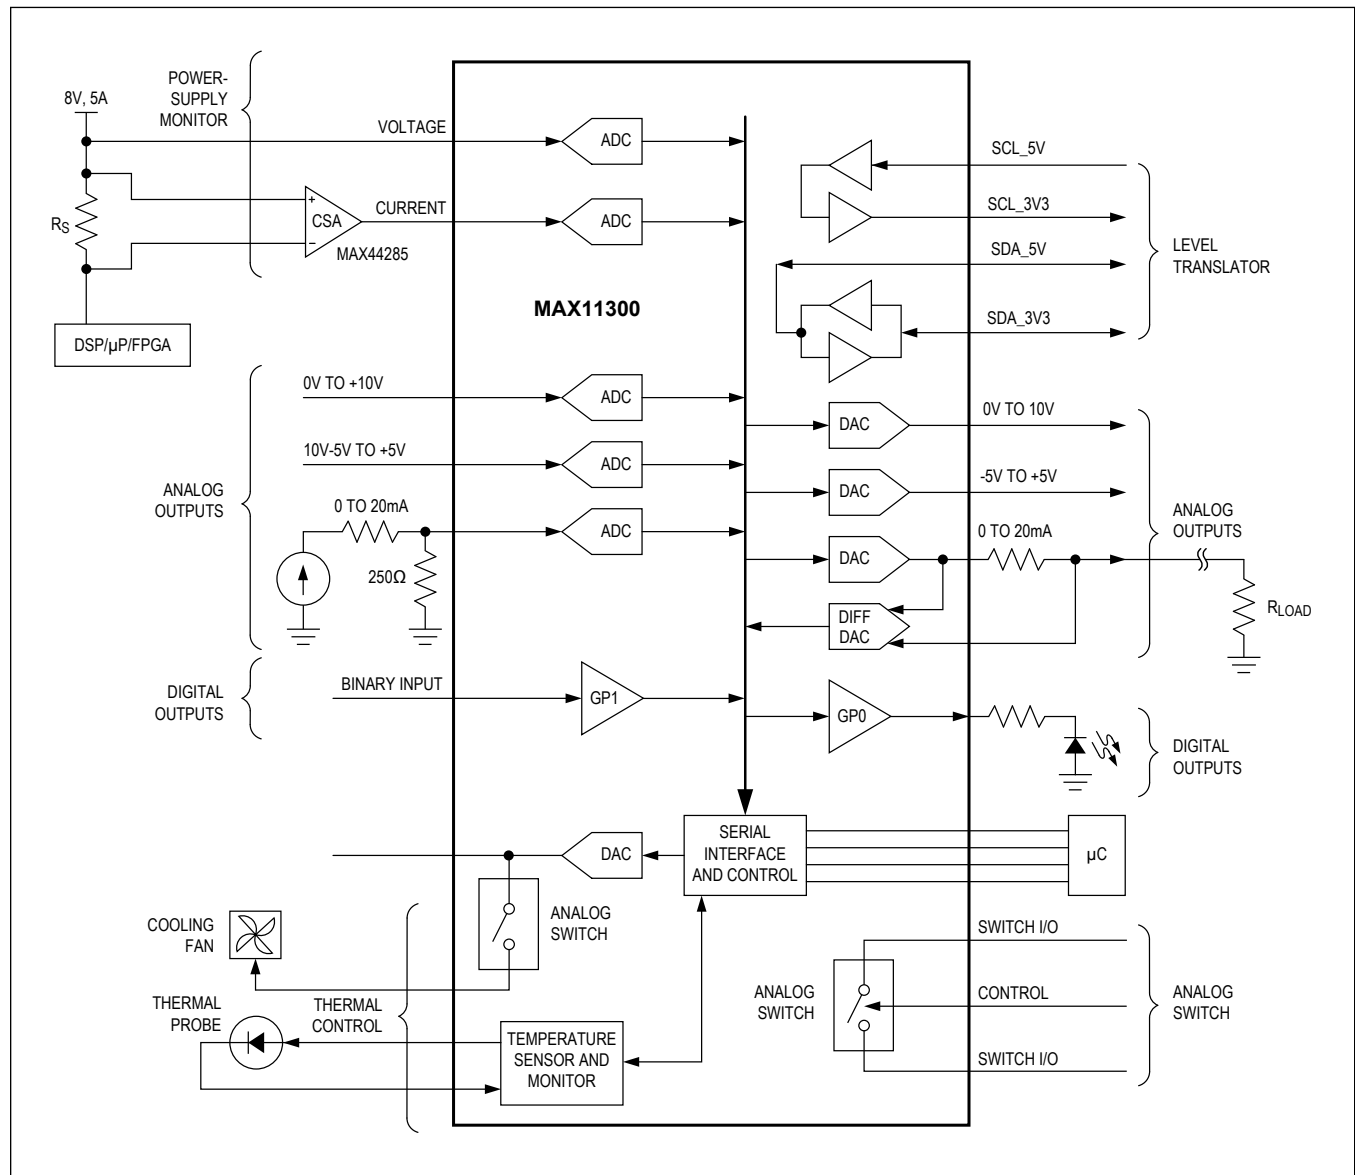 POWER-
SUPPLY
MONITOR
8V, 5A
VOLTAGE
ADC
RS
+
CSA
−
MAX44285
CURRENT
ADC
DSP/µP/FPGA
MAX11300
SCL_5V
SCL_3V3
SDA_5V
SDA_3V3
LEVEL
TRANSLATOR
ANALOG
OUTPUTS
0V TO +10V
ADC
10V-5V TO +5V
ADC
0 TO 20mA
ADC
250Ω
DAC
0V TO 10V
DAC
-5V TO +5V
DAC
0 TO 20mA
DIFF
DAC
ANALOG
OUTPUTS
RLOAD
DIGITAL
OUTPUTS
BINARY INPUT
GP1
GP0
DIGITAL
OUTPUTS
SERIAL
INTERFACE
AND CONTROL
µC
DAC
ANALOG
SWITCH
COOLING
FAN
THERMAL
PROBE
THERMAL
CONTROL
TEMPERATURE
SENSOR AND
MONITOR
ANALOG
SWITCH
SWITCH I/O
CONTROL
SWITCH I/O
ANALOG
SWITCH